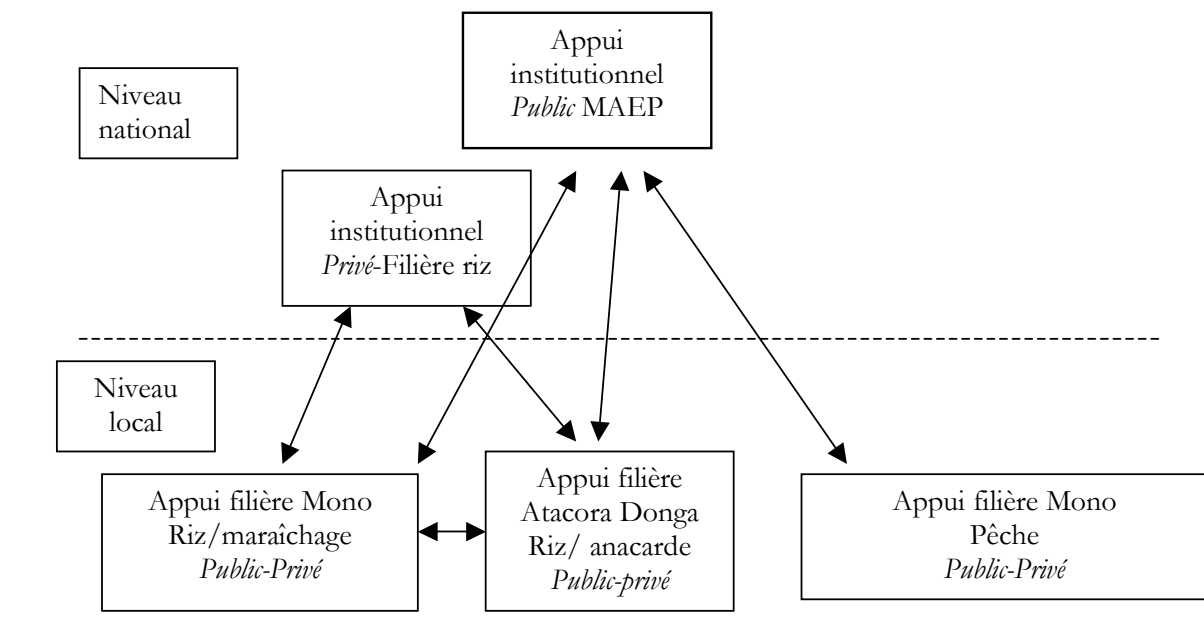 Appui
institutionnel
Public MAEP
Niveau
national
Appui
institutionnel
Privé-Filière riz
Niveau
local
Appui filière Mono
Riz/maraîchage
Public-Privé
Appui filière
Atacora Donga
Riz/ anacarde
Public-privé
Appui filière Mono
Pêche
Public-Privé